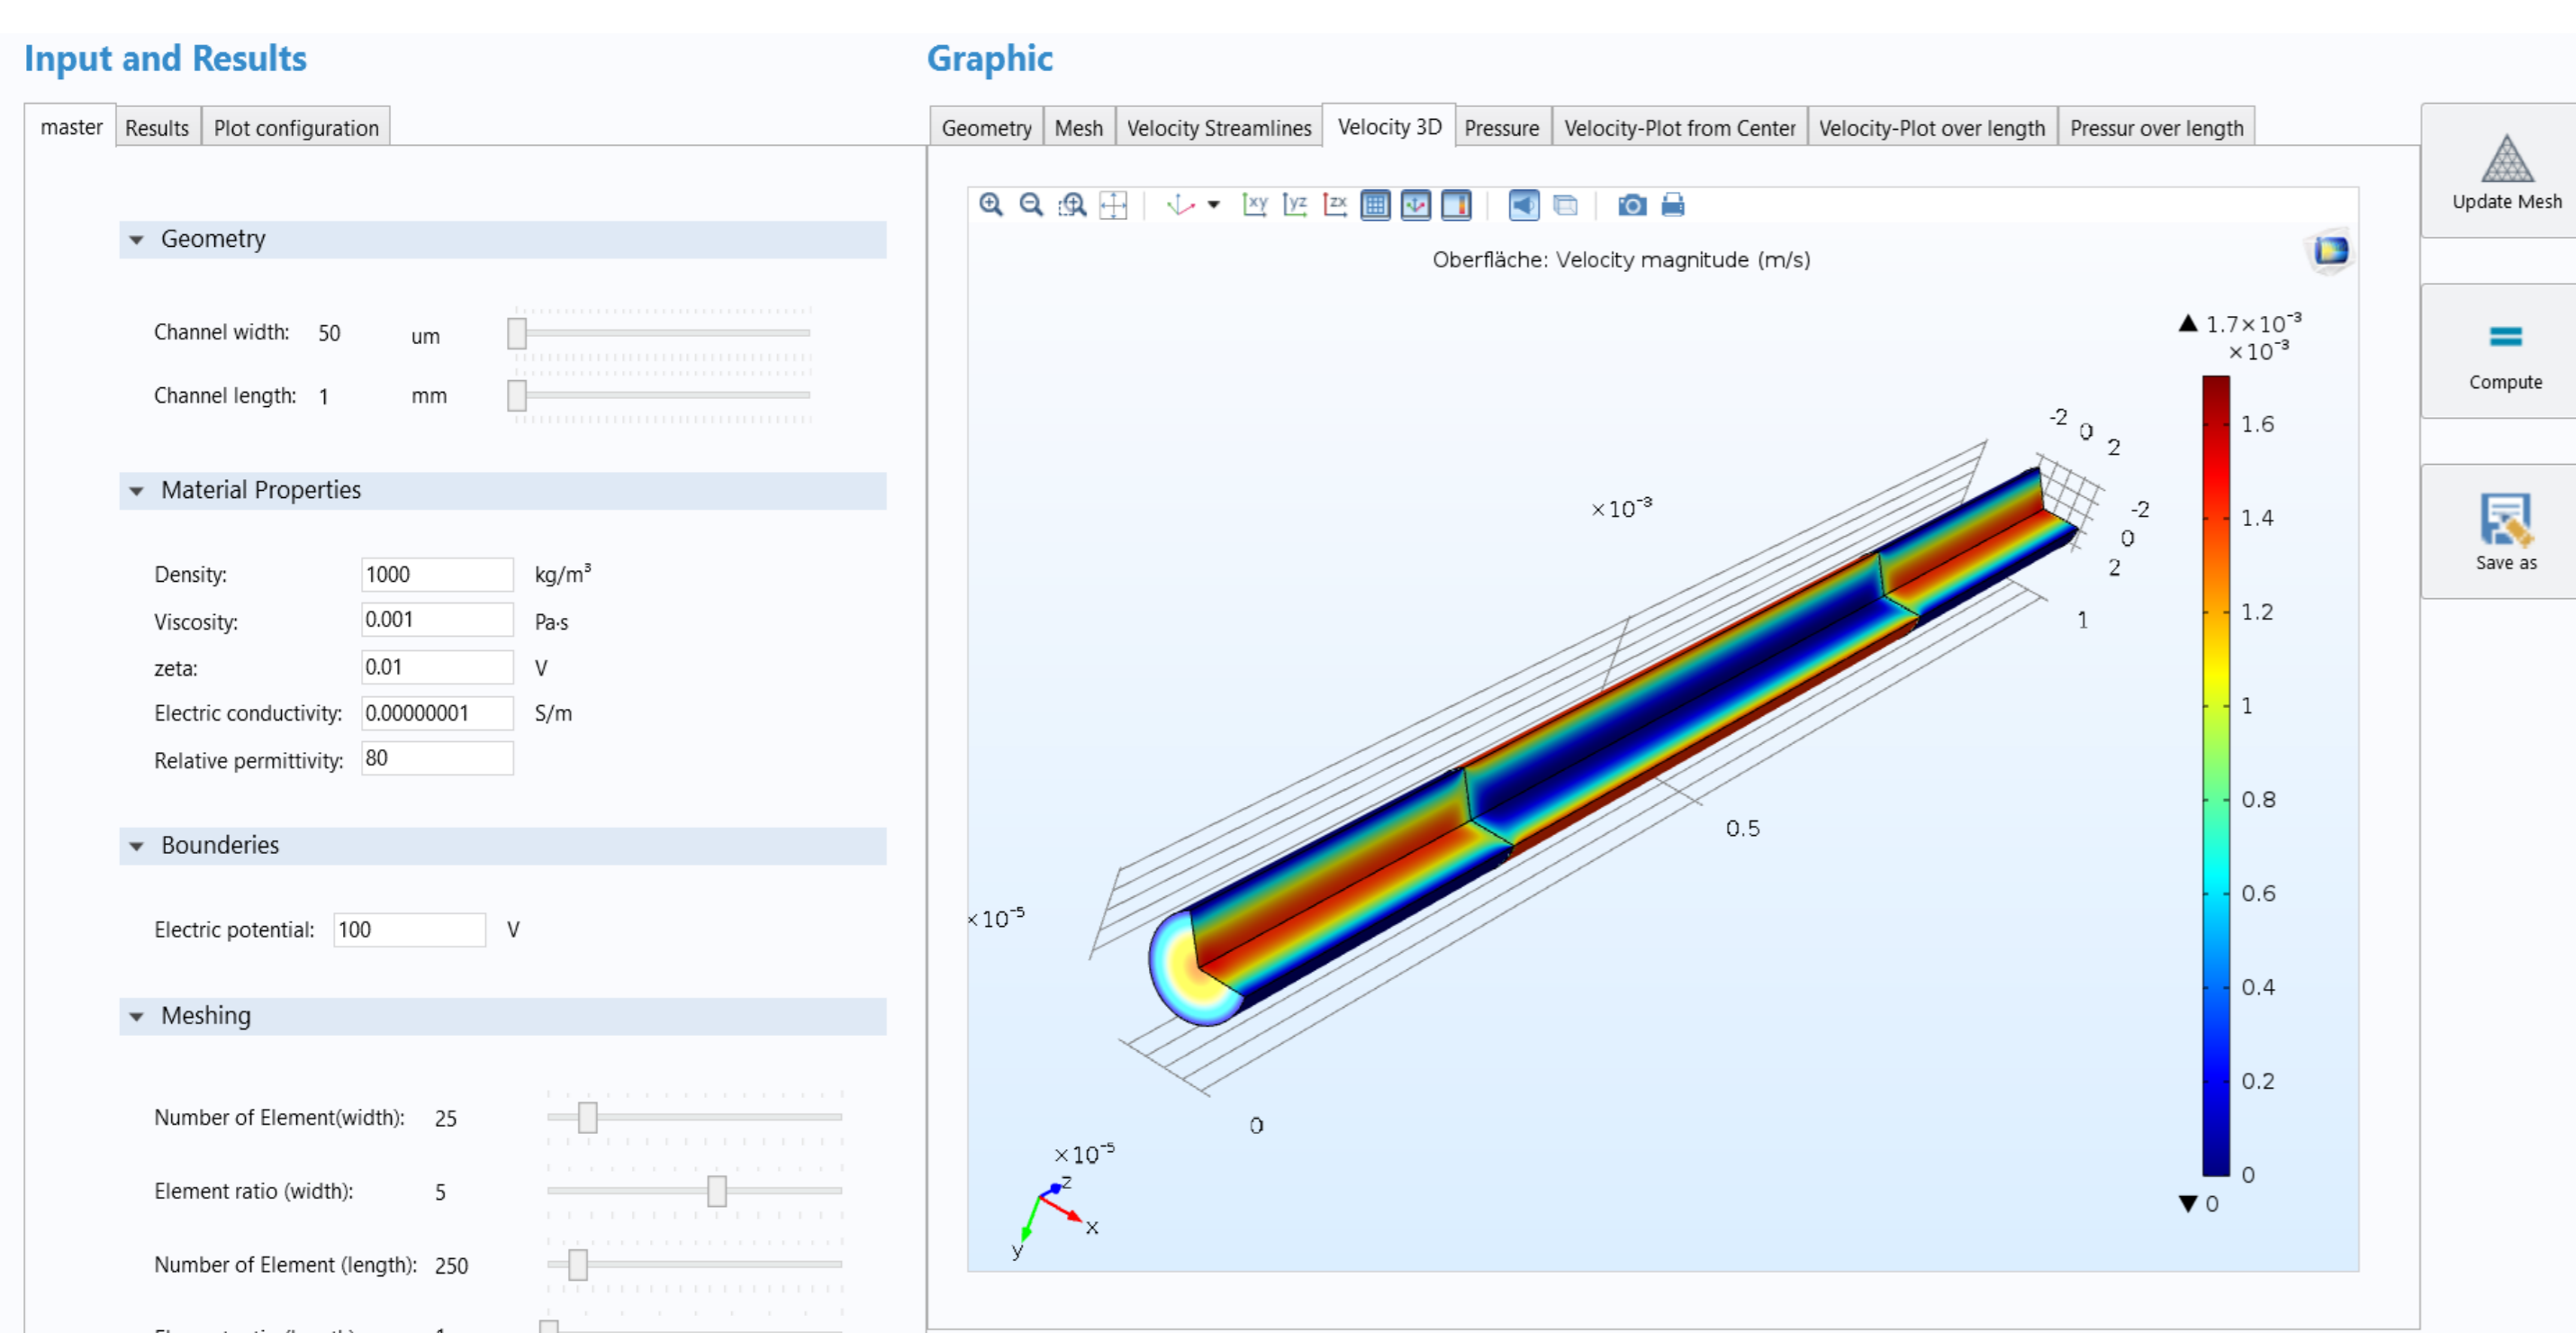 Input and Results
master Results Plot configuration
Geometry
Channel width: 50 um
Channel length: 1 mm
Material Properties
Density: 1000 kg/m³
Viscosity: 0.001 Pa·s
zeta: 0.01 V
Electric conductivity: 0.00000001 S/m
Relative permittivity: 80
Bounderies
Electric potential: 100 V
Meshing
Number of Element(width): 25
Element ratio (width): 5
Number of Element (length): 250
Graphic
Geometry Mesh Velocity Streamlines Velocity 3D Pressure Velocity-Plot from Center Velocity-Plot over length Pressur over length
xy yz zx
Oberfläche: Velocity magnitude (m/s)
▲ 1.7×10⁻³
×10⁻³
1.6
1.4
1.2
1
0.8
0.6
0.4
0.2
0
▼ 0
-2 0 2
-2
0
2
×10⁻³
1
0.5
0
×10⁻⁵
×10⁻⁵
z
x
y
Update Mesh
Compute
Save as